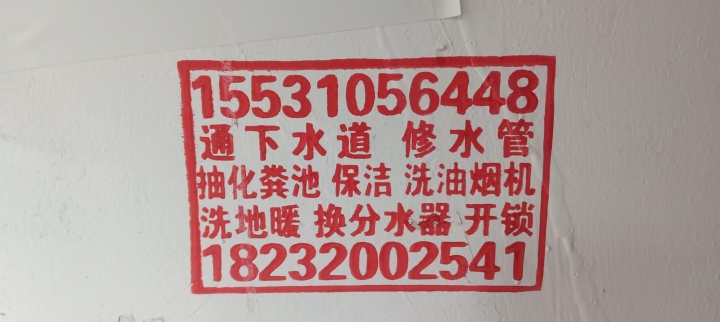 15531056448
通下水道 修水管
抽化粪池 保洁 洗油烟机
洗地暖 换分水器 开锁
18232002541